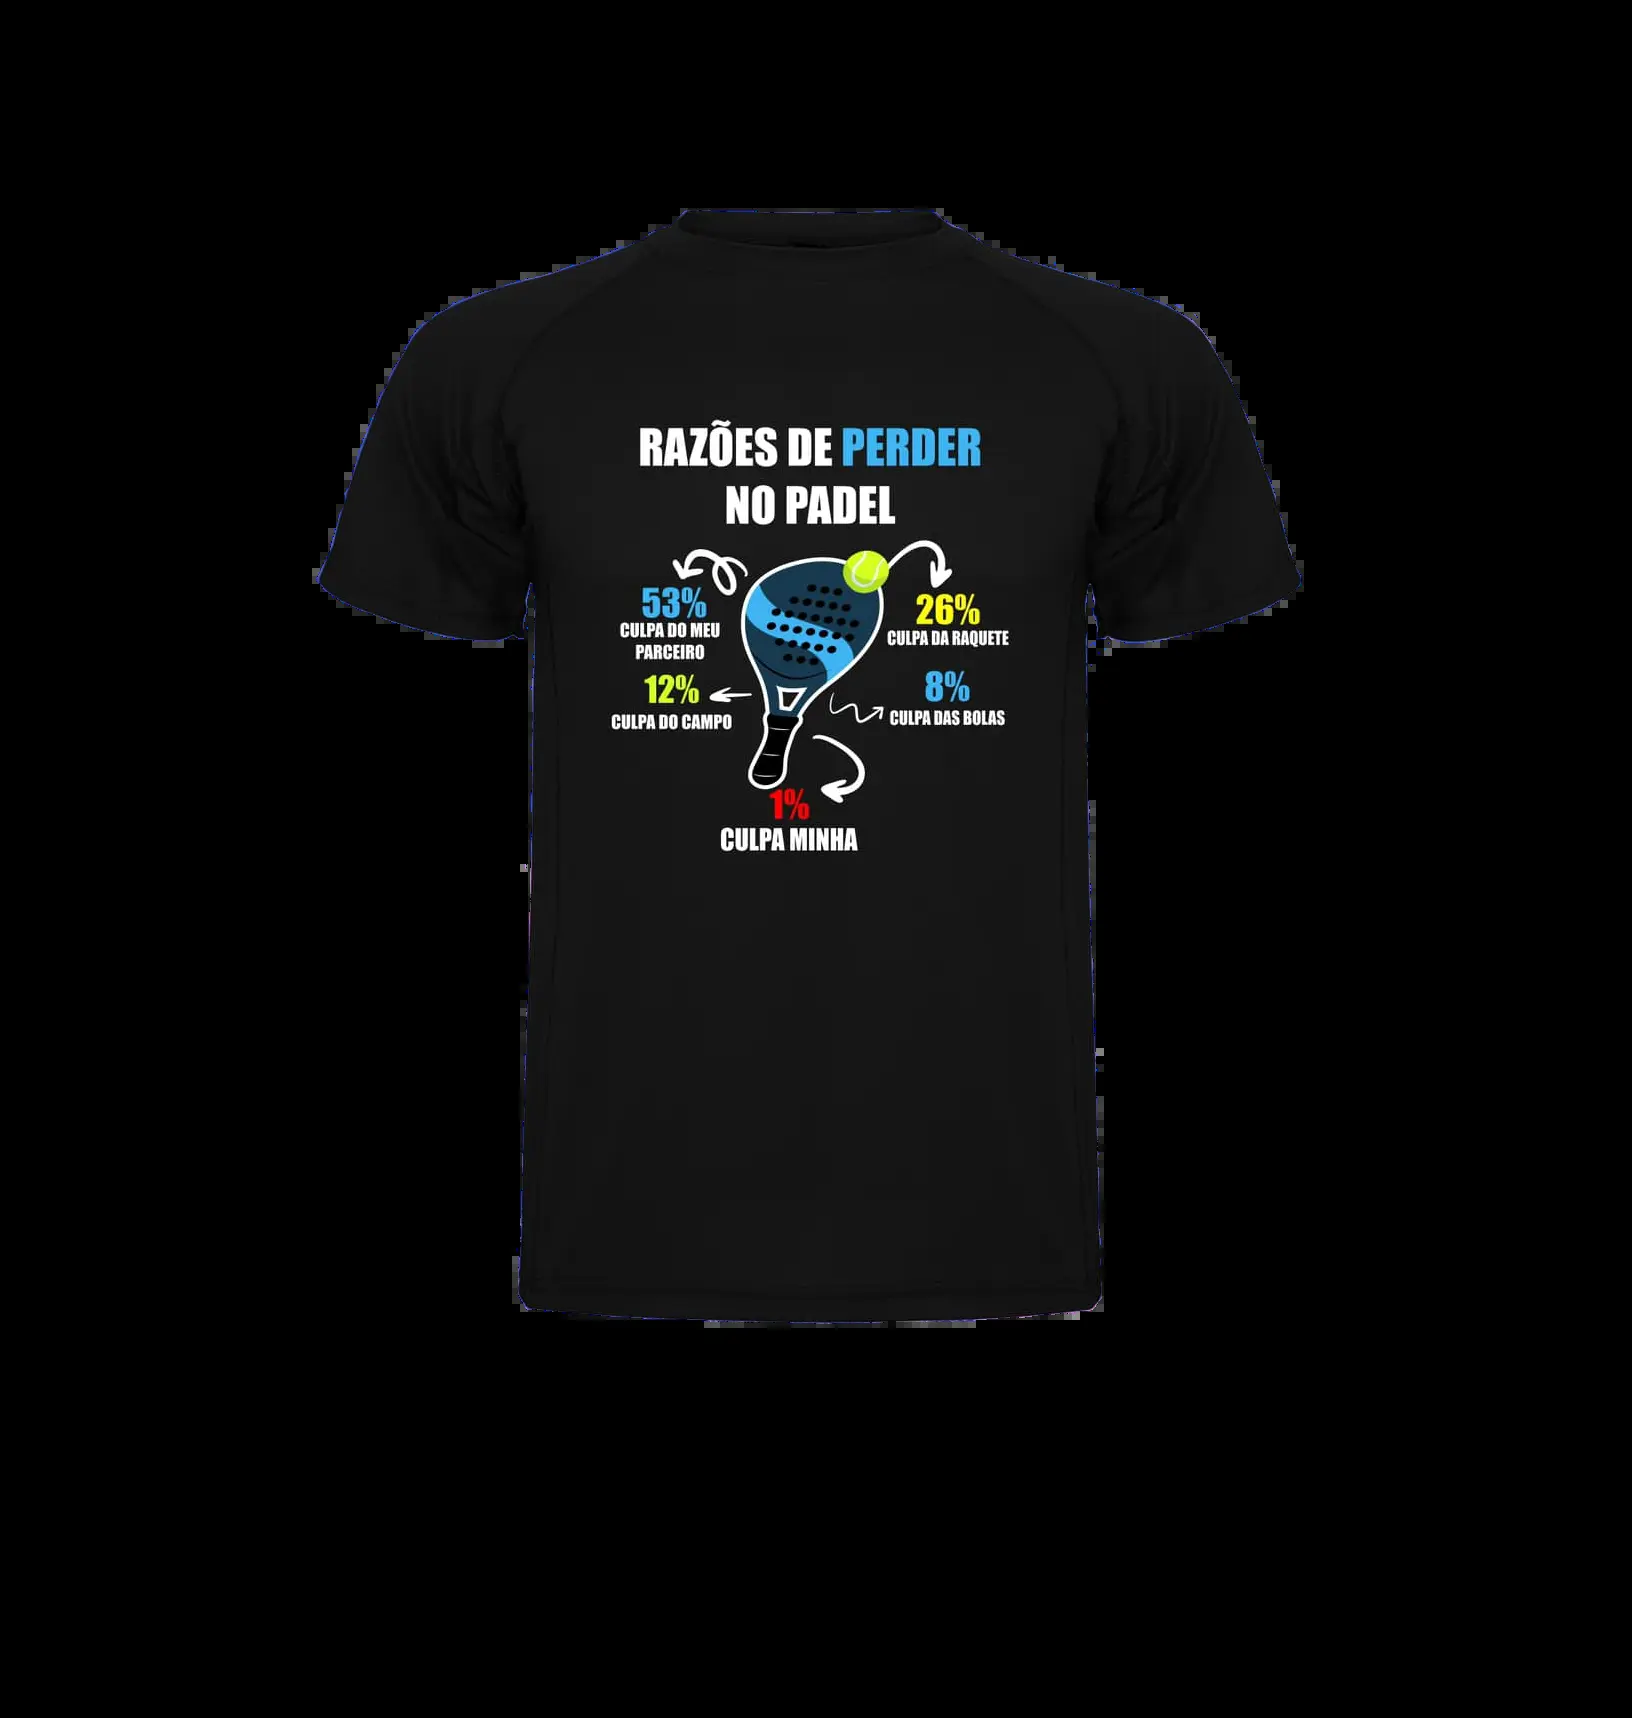 RAZÕES DE PERDER
NO PADEL
53%
CULPA DO MEU
PARCEIRO
26%
CULPA DA RAQUETE
12%
CULPA DO CAMPO
8%
CULPA DAS BOLAS
1%
CULPA MINHA